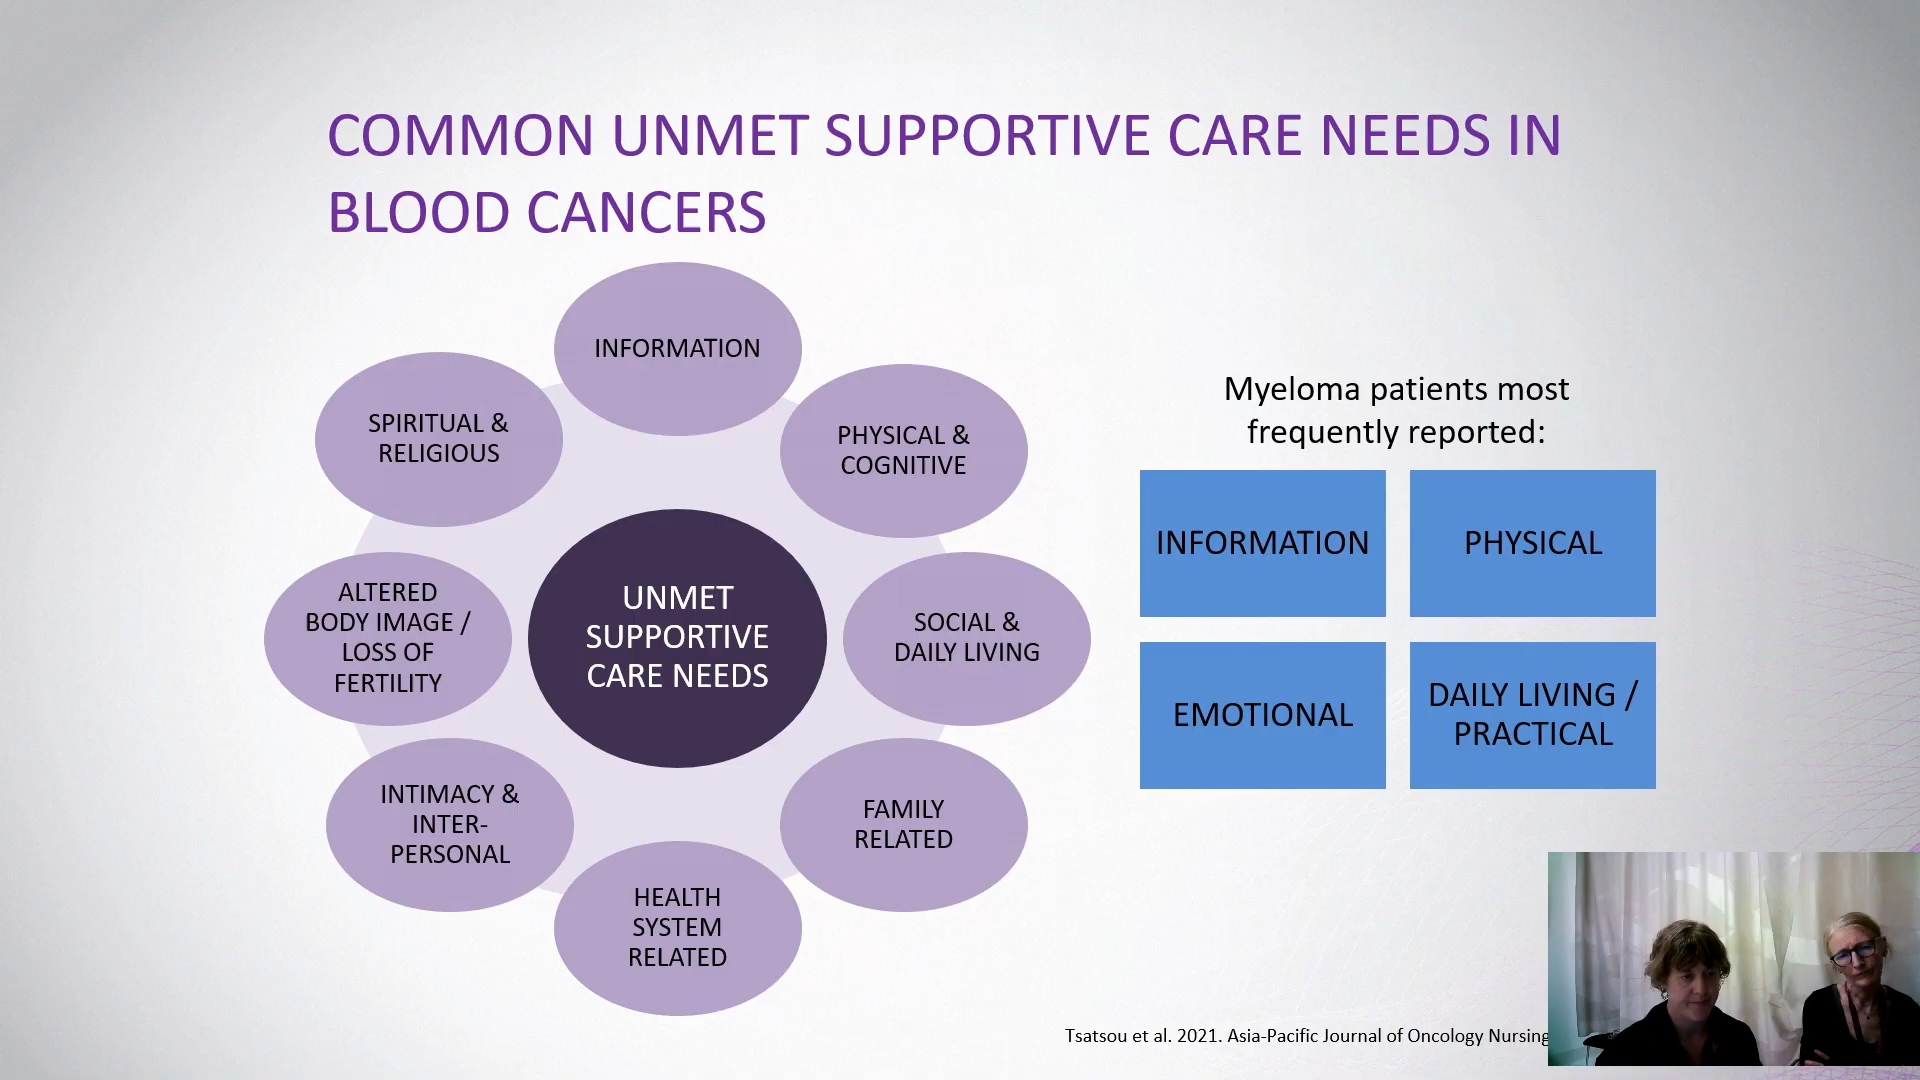 COMMON UNMET SUPPORTIVE CARE NEEDS IN
BLOOD CANCERS
INFORMATION
PHYSICAL &
COGNITIVE
SOCIAL &
DAILY LIVING
FAMILY
RELATED
HEALTH
SYSTEM
RELATED
INTIMACY &
INTER-
PERSONAL
ALTERED
BODY IMAGE /
LOSS OF
FERTILITY
SPIRITUAL &
RELIGIOUS
UNMET
SUPPORTIVE
CARE NEEDS
Myeloma patients most
frequently reported:
INFORMATION
PHYSICAL
EMOTIONAL
DAILY LIVING /
PRACTICAL
Tsatsou et al. 2021. Asia-Pacific Journal of Oncology Nursing